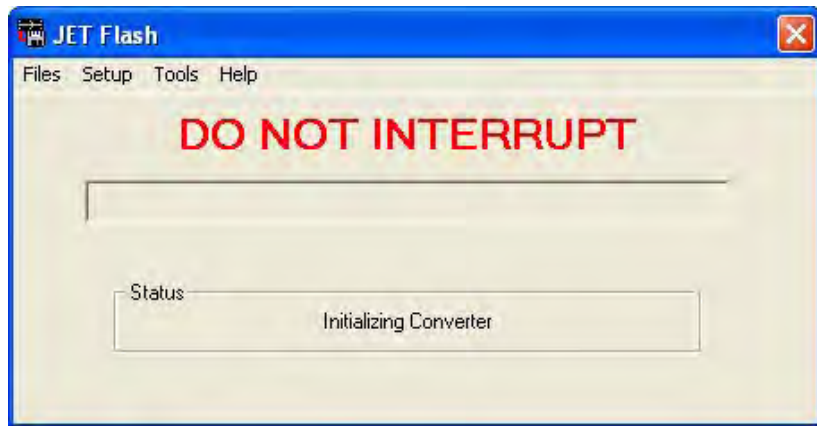 JET Flash
Files Setup Tools Help
DO NOT INTERRUPT
Status
Initializing Converter